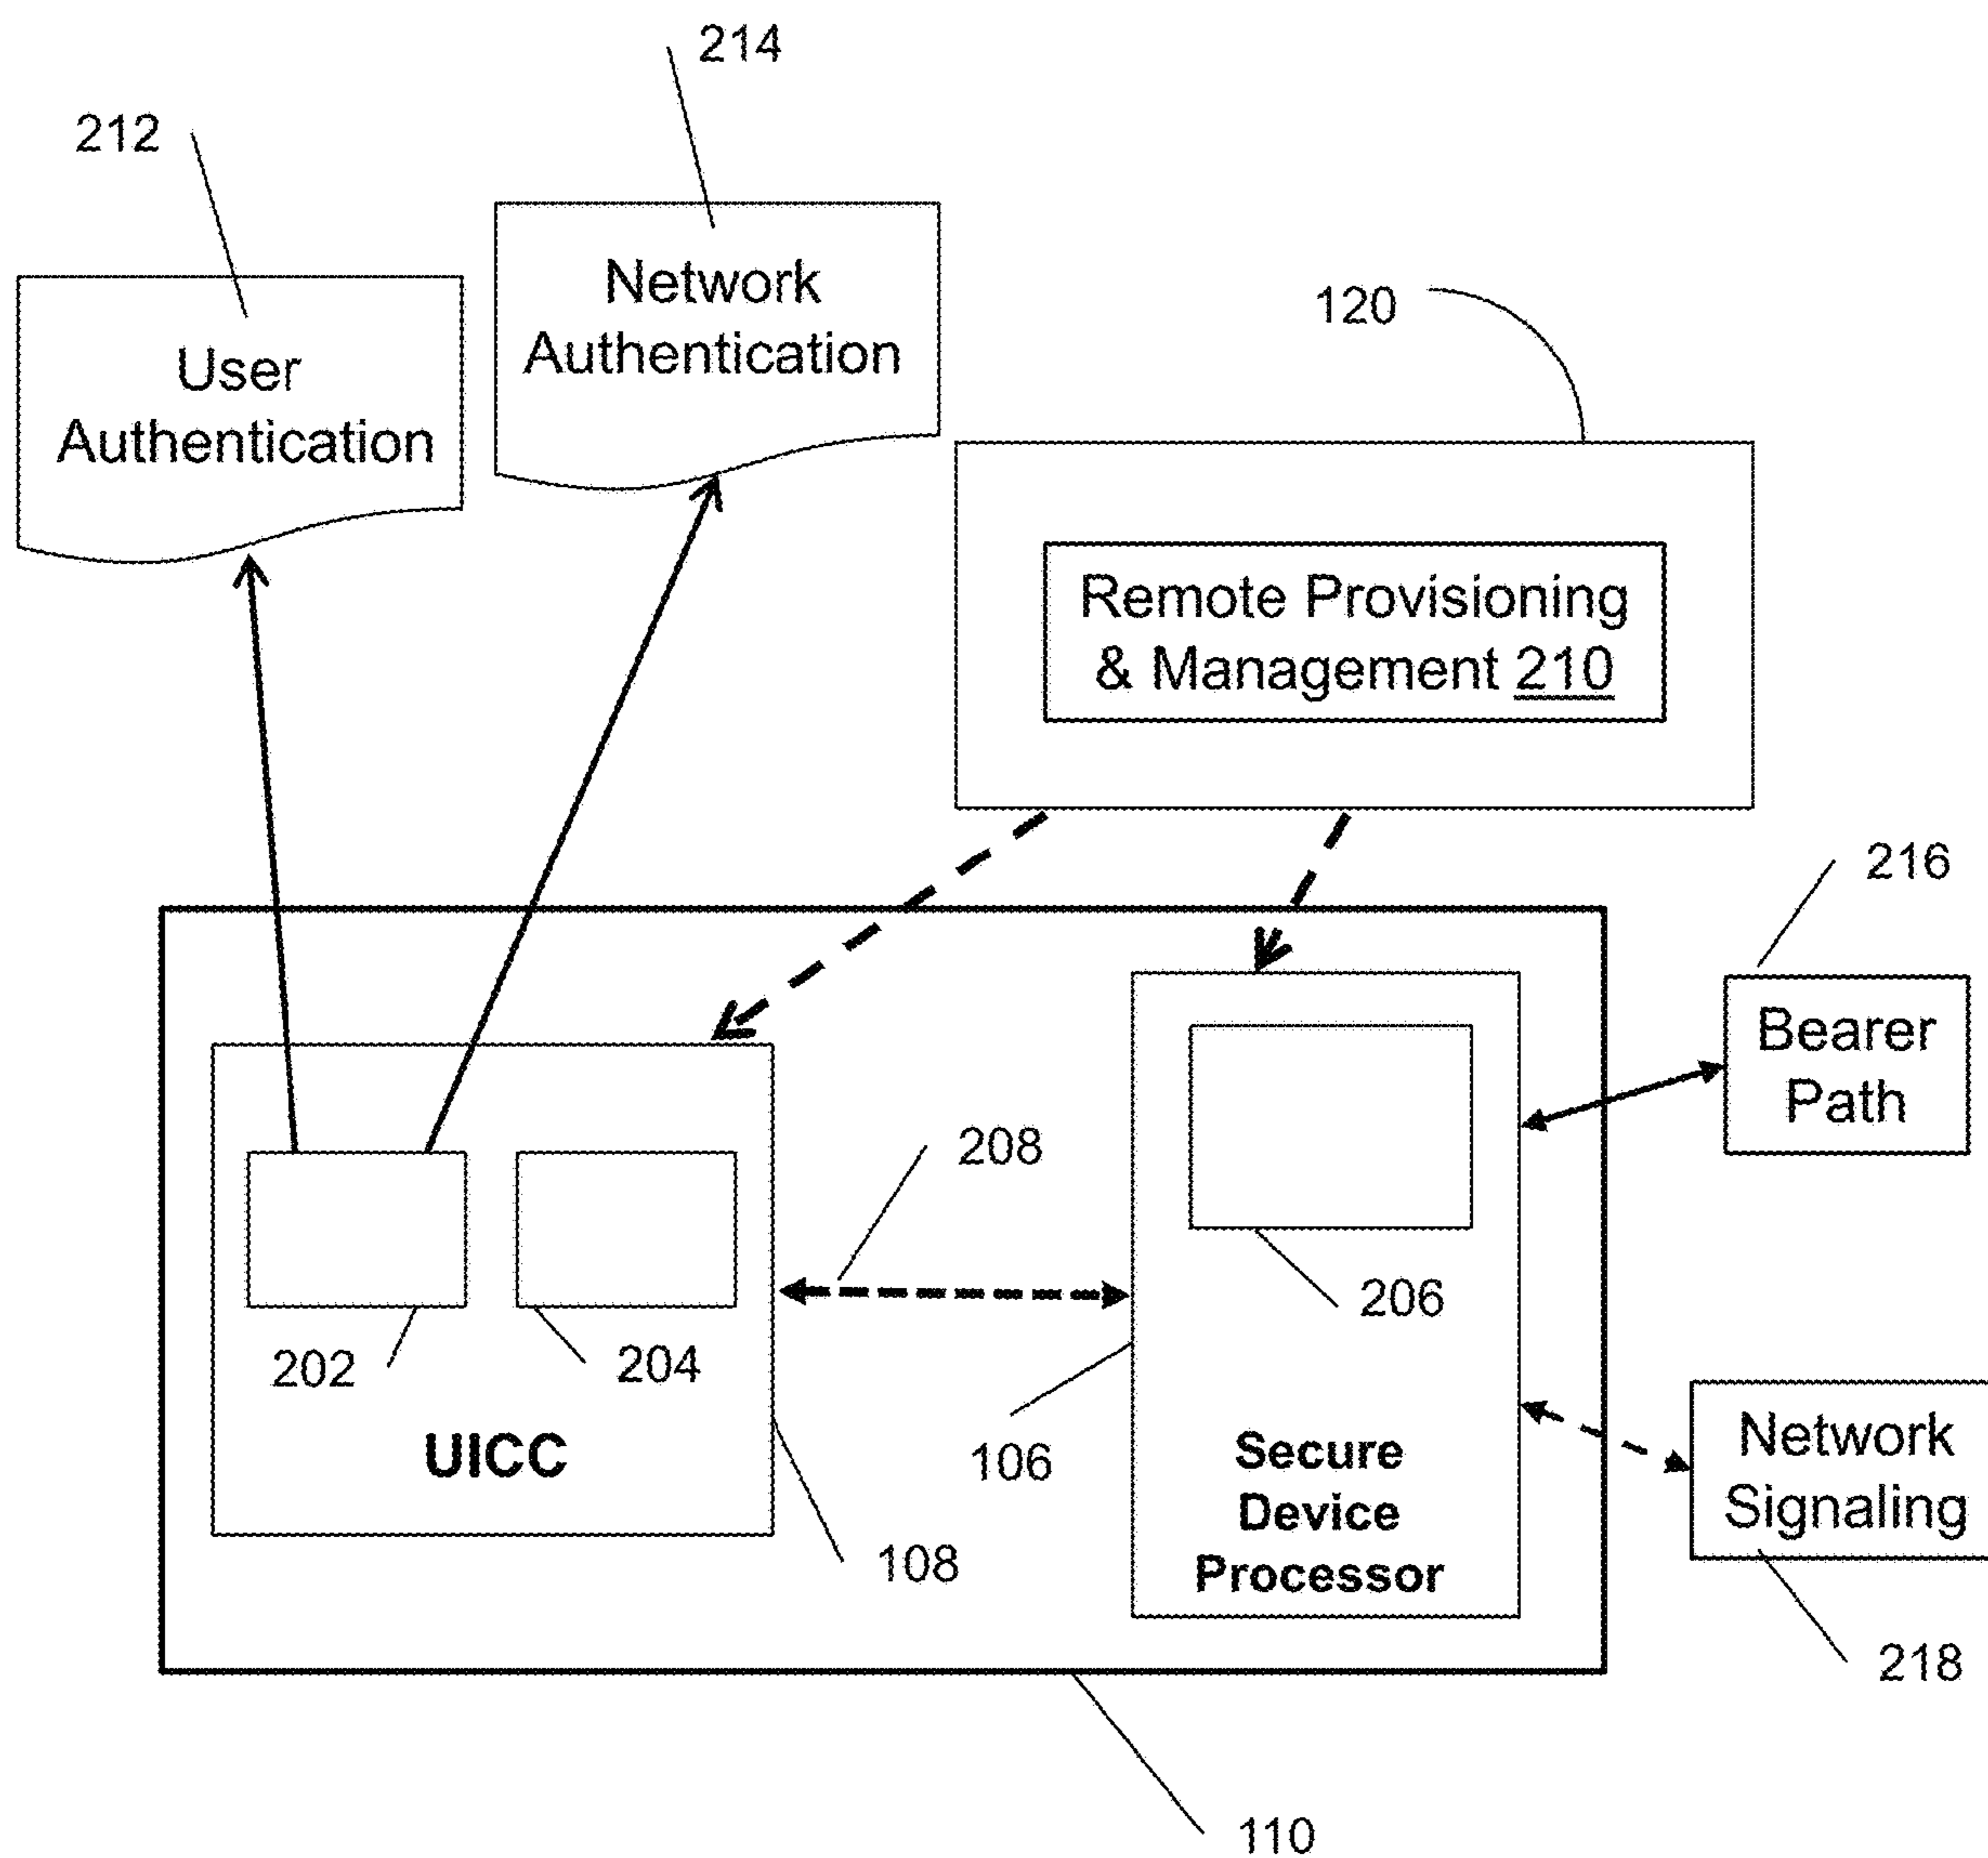 214
212
Network
Authentication
User
Authentication
120
Remote Provisioning
& Management 210
216
Bearer
Path
208
206
202
204
UICC
106
Secure
Device
Processor
Network
Signaling
108
218
110